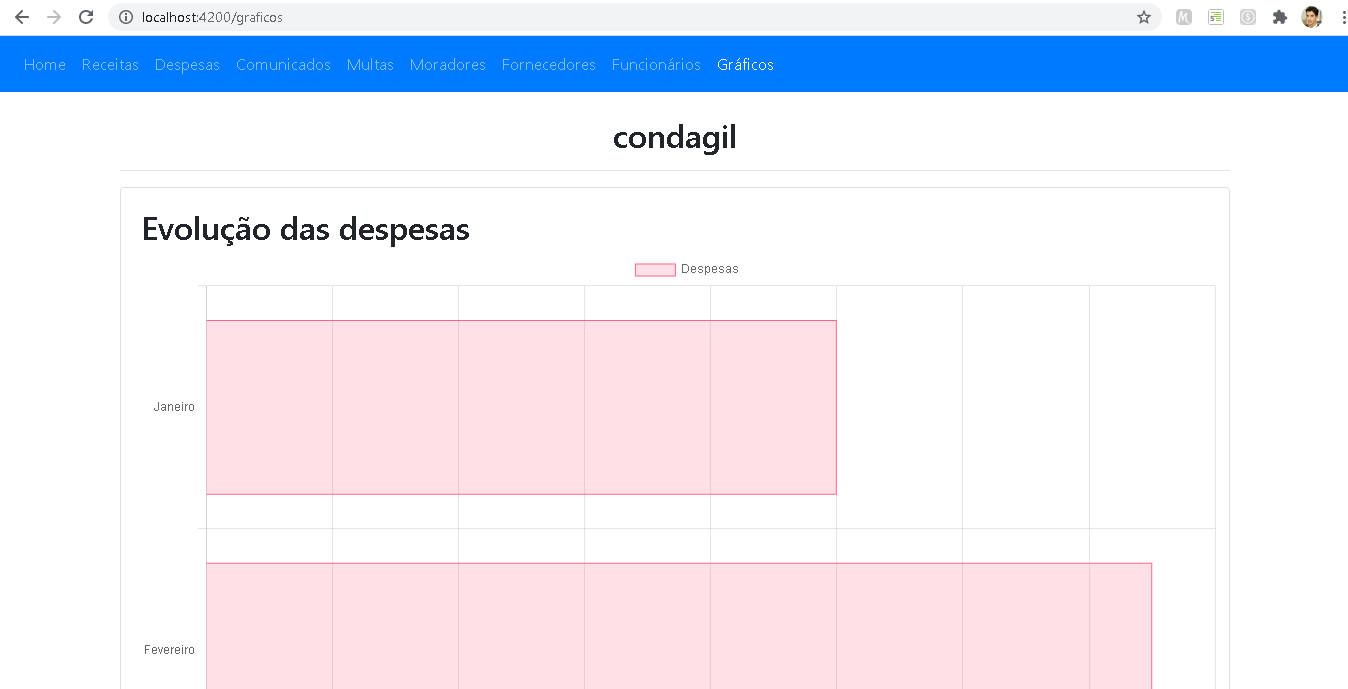 localhost:4200/graficos
Home Receitas Despesas Comunicados Multas Moradores Fornecedores Funcionários Gráficos
condagil
Evolução das despesas
Despesas
Janeiro
Fevereiro